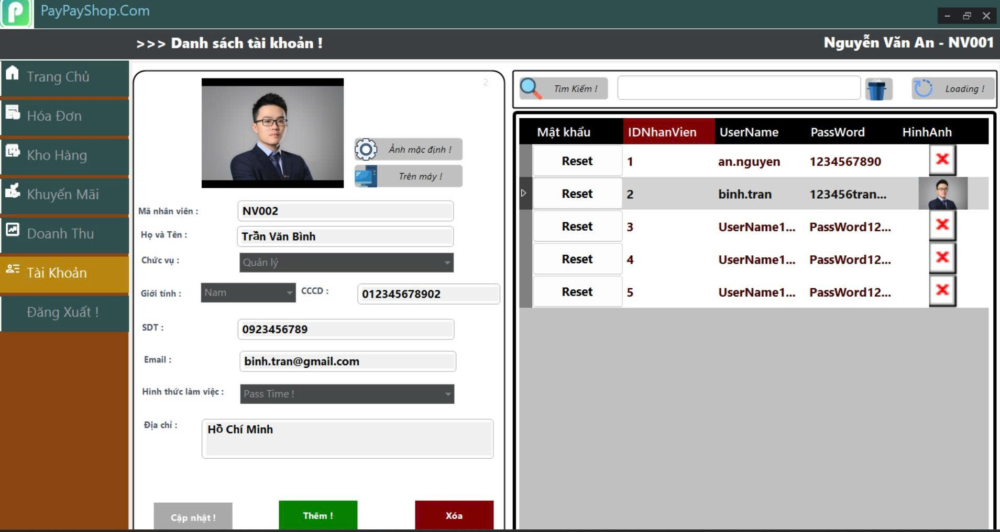 PayPayShop.Com
>>> Danh sách tài khoản !
Nguyễn Văn An - NV001
Trang Chủ
Hóa Đơn
Kho Hàng
Khuyến Mãi
Doanh Thu
Tài Khoản
Đăng Xuất !
2
Ảnh mặc định !
Trên máy !
Mã nhân viên : NV002
Họ và Tên : Trần Văn Bình
Chức vụ : Quản lý
Giới tính : Nam CCCD : 012345678902
SDT : 0923456789
Email : binh.tran@gmail.com
Hình thức làm việc : Pass Time !
Địa chỉ : Hồ Chí Minh
Cập nhật ! Thêm ! Xóa
Tìm Kiếm ! Loading !
Mật khẩu IDNhanVien UserName PassWord HinhAnh
Reset 1 an.nguyen 1234567890
Reset 2 binh.tran 123456tran...
Reset 3 UserName1... PassWord12...
Reset 4 UserName1... PassWord12...
Reset 5 UserName1... PassWord12...